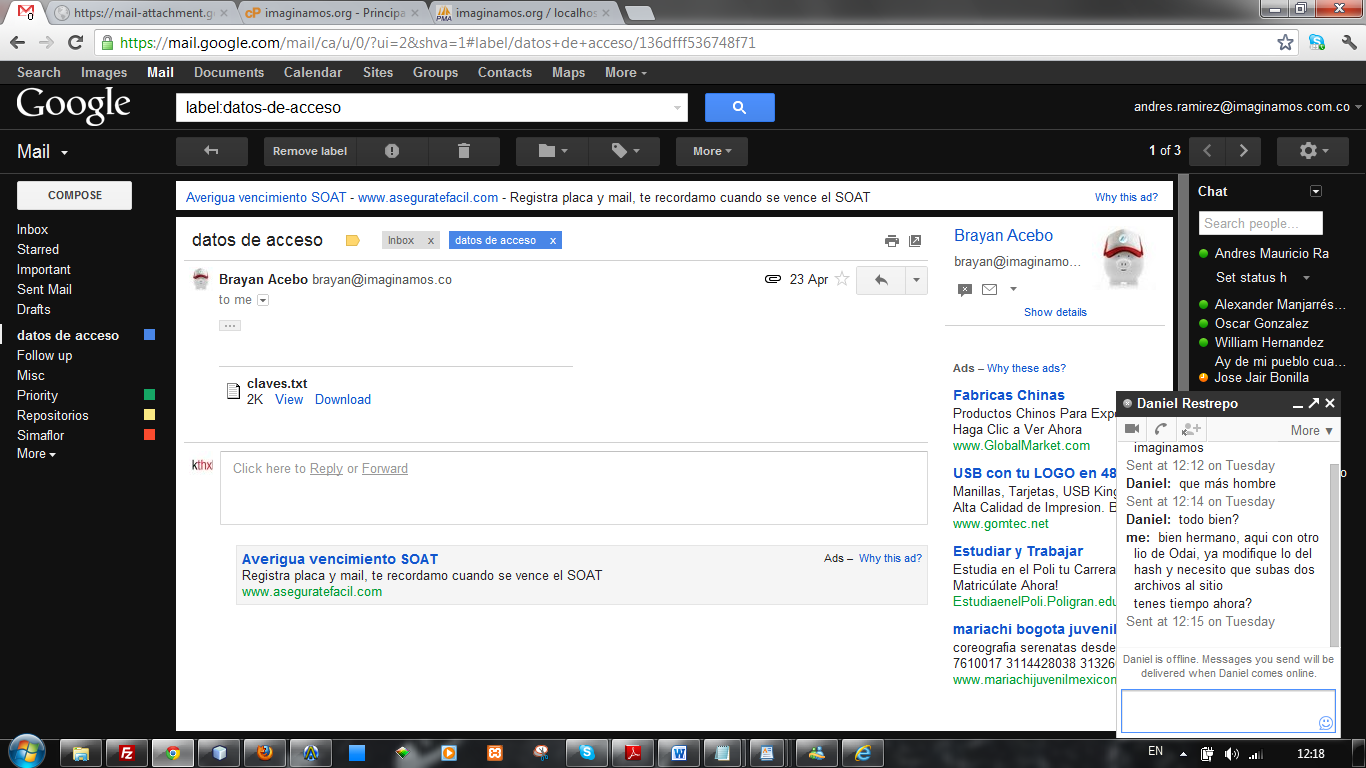 https://mail-attachment.g
imaginamos.org - Principa
imaginamos.org / localhos
https://mail.google.com/mail/ca/u/0/?ui=2&shva=1#label/datos+de+acceso/136dfff536748f71
Search Images Mail Documents Calendar Sites Groups Contacts Maps More
Google
label:datos-de-acceso
andres.ramirez@imaginamos.com.co
Mail
Remove label
More
1 of 3
COMPOSE
Inbox
Starred
Important
Sent Mail
Drafts
datos de acceso
Follow up
Misc
Priority
Repositorios
Simaflor
More
Averigua vencimiento SOAT - www.aseguratefacil.com - Registra placa y mail, te recordamo cuando se vence el SOAT
Why this ad?
datos de acceso
Inbox x
datos de acceso x
Brayan Acebo brayan@imaginamos.co
23 Apr
to me
...
claves.txt
2K View Download
kthx
Click here to Reply or Forward
Averigua vencimiento SOAT
Ads – Why this ad?
Registra placa y mail, te recordamo cuando se vence el SOAT
www.aseguratefacil.com
Brayan Acebo
brayan@imaginamo...
Show details
Ads – Why these ads?
Fabricas Chinas
Productos Chinos Para Exp
Haga Clic a Ver Ahora
www.GlobalMarket.com
USB con tu LOGO en 48
Manillas, Tarjetas, USB King
Alta Calidad de Impresion. E
www.gomtec.net
Estudiar y Trabajar
Estudia en el Poli tu Carrera
Matricúlate Ahora!
EstudiaenelPoli.Poligran.edu
mariachi bogota juvenil
coreografia serenatas desde
7610017 3114428038 31326
www.mariachijuvenilmexicon
Chat
Search people...
Andres Mauricio Ra
Set status h
Alexander Manjarrés...
Oscar Gonzalez
William Hernandez
Ay de mi pueblo cua...
Jose Jair Bonilla
Daniel Restrepo
More ▼
imaginamos
Sent at 12:12 on Tuesday
Daniel: que más hombre
Sent at 12:14 on Tuesday
Daniel: todo bien?
me: bien hermano, aqui con otro
lio de Odai, ya modifique lo del
hash y necesito que subas dos
archivos al sitio
tenes tiempo ahora?
Sent at 12:15 on Tuesday
Daniel is offline. Messages you send will be
delivered when Daniel comes online.
EN
12:18